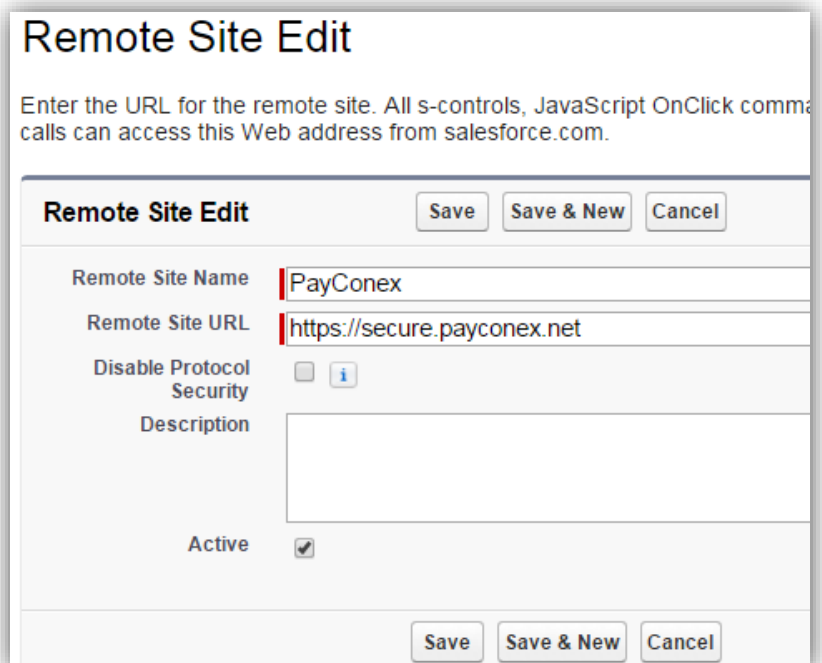 Remote Site Edit
Enter the URL for the remote site. All s-controls, JavaScript OnClick
calls can access this Web address from salesforce.com.
Remote Site Edit Save Save & New Cancel
Remote Site Name PayConex
Remote Site URL https://secure.payconex.net
Disable Protocol
Security i
Description
Active
Save Save & New Cancel